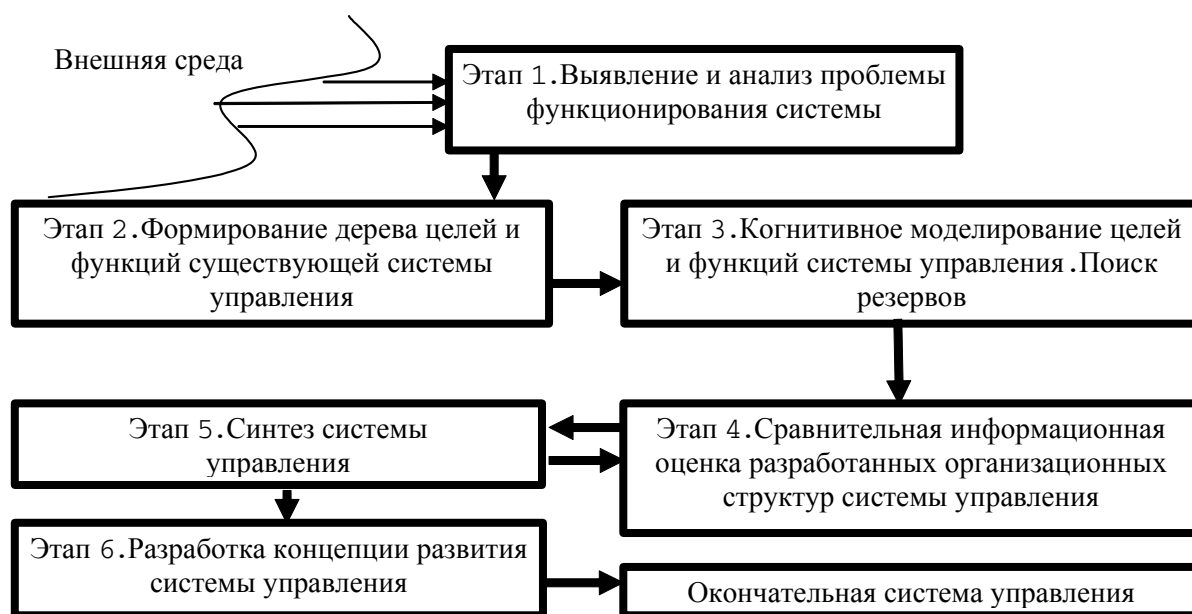 Внешняя среда
Этап 1.Выявление и анализ проблемы
функционирования системы
Этап 2.Формирование дерева целей и
функций существующей системы
управления
Этап 3.Когнитивное моделирование целей
и функций системы управления.Поиск
резервов
Этап 5.Синтез системы
управления
Этап 4.Сравнительная информационная
оценка разработанных организационных
структур системы управления
Этап 6.Разработка концепции развития
системы управления
Окончательная система управления